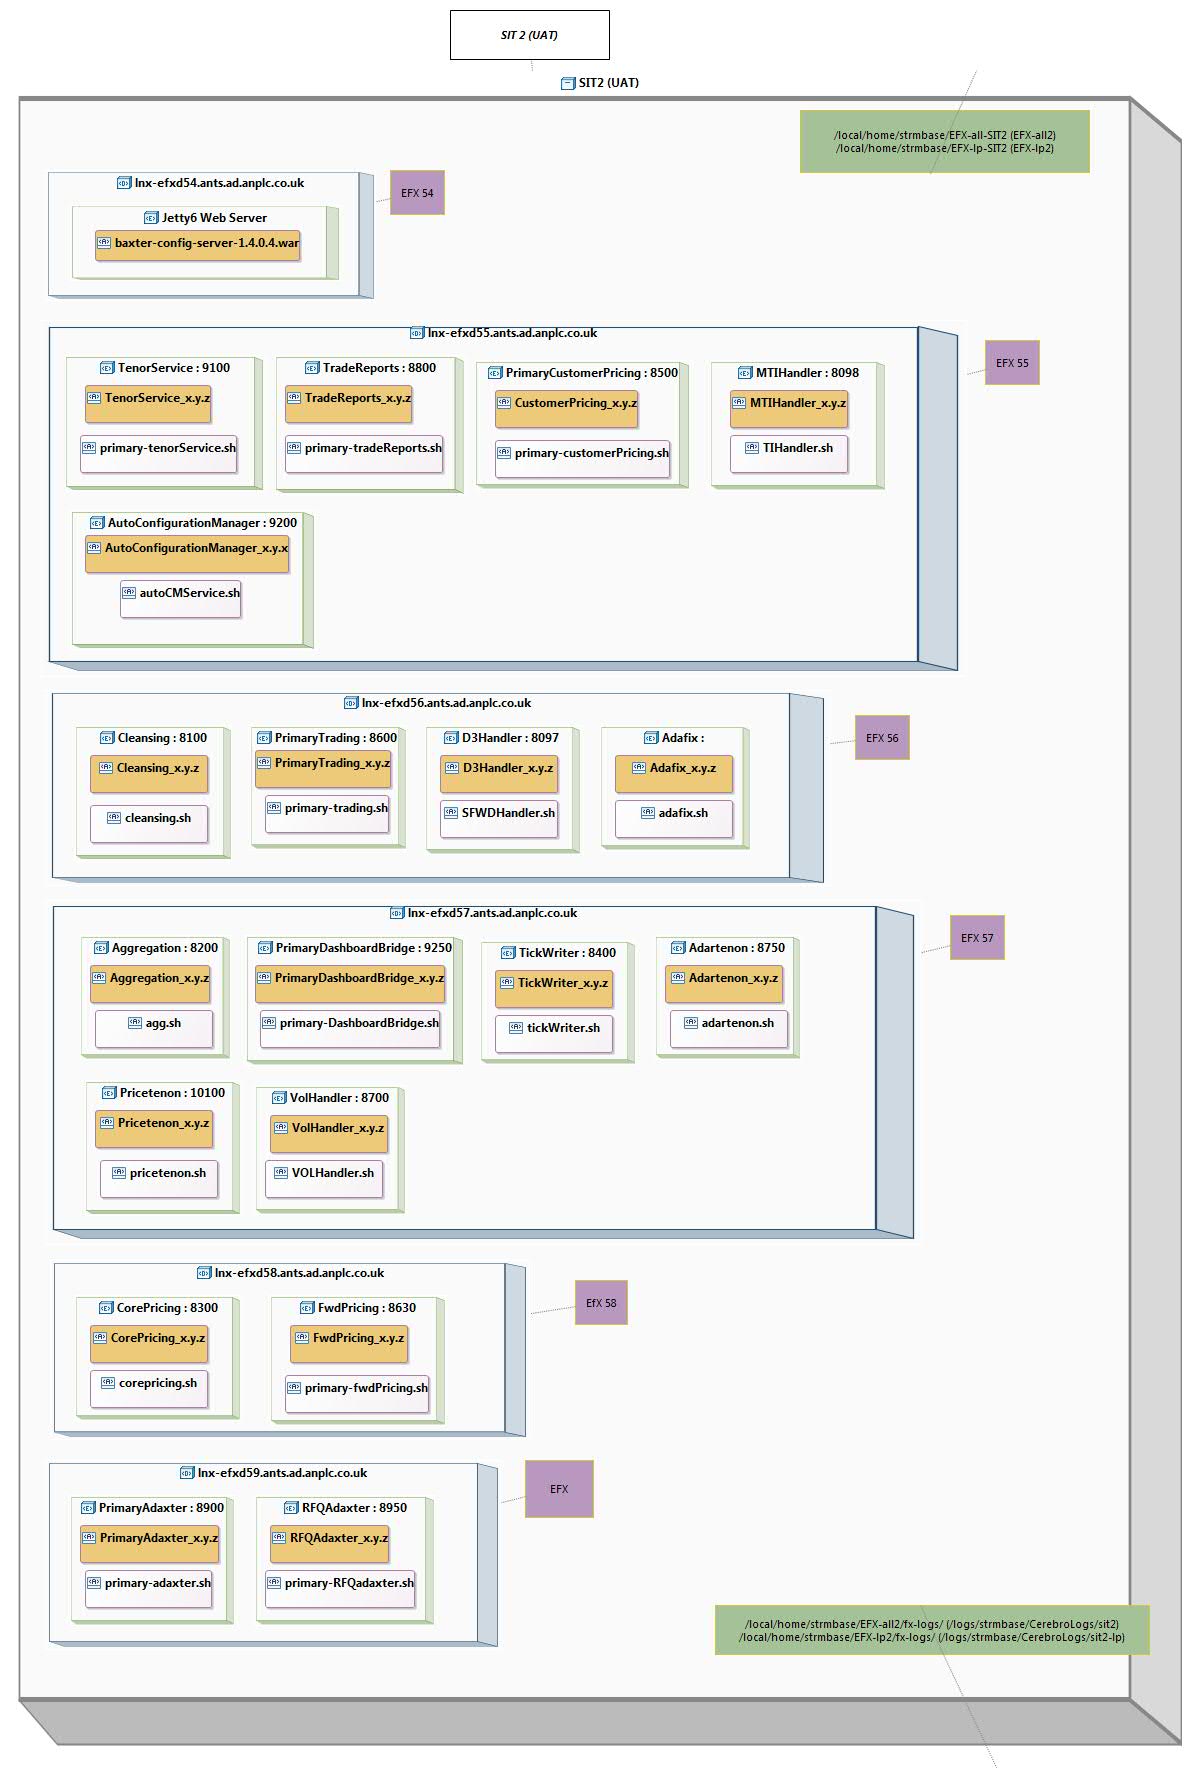 SIT 2 (UAT)
SIT2 (UAT)
/local/home/strmbase/EFX-all-SIT2 (EFX-all2)
/local/home/strmbase/EFX-lp-SIT2 (EFX-lp2)
lnx-efxd54.ants.ad.anplc.co.uk
EFX 54
Jetty6 Web Server
baxter-config-server-1.4.0.4.war
lnx-efxd55.ants.ad.anplc.co.uk
EFX 55
TenorService : 9100
TenorService_x.y.z
primary-tenorService.sh
TradeReports : 8800
TradeReports_x.y.z
primary-tradeReports.sh
PrimaryCustomerPricing : 8500
CustomerPricing_x.y.z
primary-customerPricing.sh
MTIHandler : 8098
MTIHandler_x.y.z
TIHandler.sh
AutoConfigurationManager : 9200
AutoConfigurationManager_x.y.x
autoCMService.sh
lnx-efxd56.ants.ad.anplc.co.uk
EFX 56
Cleansing : 8100
Cleansing_x.y.z
cleansing.sh
PrimaryTrading : 8600
PrimaryTrading_x.y.z
primary-trading.sh
D3Handler : 8097
D3Handler_x.y.z
SFWDHandler.sh
Adafix :
Adafix_x.y.z
adafix.sh
lnx-efxd57.ants.ad.anplc.co.uk
EFX 57
Aggregation : 8200
Aggregation_x.y.z
agg.sh
PrimaryDashboardBridge : 9250
PrimaryDashboardBridge_x.y.z
primary-DashboardBridge.sh
TickWriter : 8400
TickWriter_x.y.z
tickWriter.sh
Adartenon : 8750
Adartenon_x.y.z
adartenon.sh
Pricetenon : 10100
Pricetenon_x.y.z
pricetenon.sh
VolHandler : 8700
VolHandler_x.y.z
VOLHandler.sh
lnx-efxd58.ants.ad.anplc.co.uk
EfX 58
CorePricing : 8300
CorePricing_x.y.z
corepricing.sh
FwdPricing : 8630
FwdPricing_x.y.z
primary-fwdPricing.sh
lnx-efxd59.ants.ad.anplc.co.uk
EFX
PrimaryAdaxter : 8900
PrimaryAdaxter_x.y.z
primary-adaxter.sh
RFQAdaxter : 8950
RFQAdaxter_x.y.z
primary-RFQadaxter.sh
/local/home/strmbase/EFX-all2/fx-logs/ (/logs/strmbase/CerebroLogs/sit2)
/local/home/strmbase/EFX-lp2/fx-logs/ (/logs/strmbase/CerebroLogs/sit2-lp)